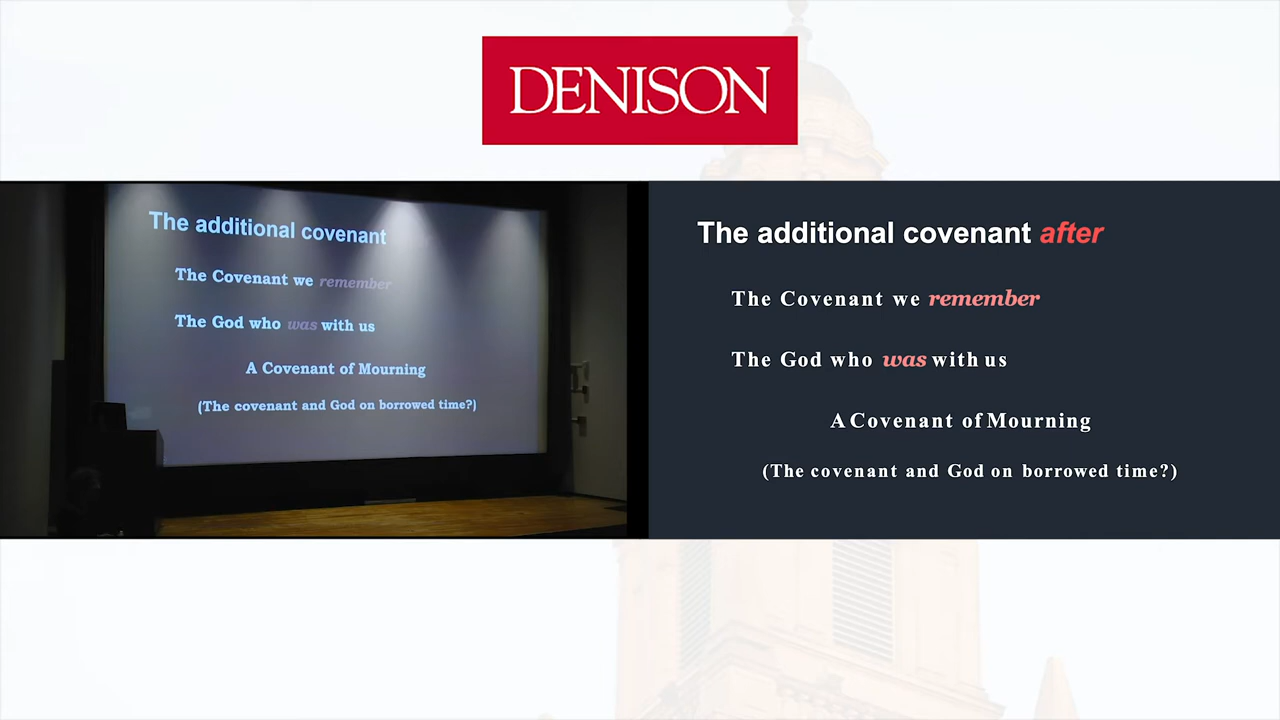 DENISON
The additional covenant
The Covenant we remember
The God who was with us
A Covenant of Mourning
(The covenant and God on borrowed time?)
The additional covenant after
The Covenant we remember
The God who was with us
A Covenant of Mourning
(The covenant and God on borrowed time?)